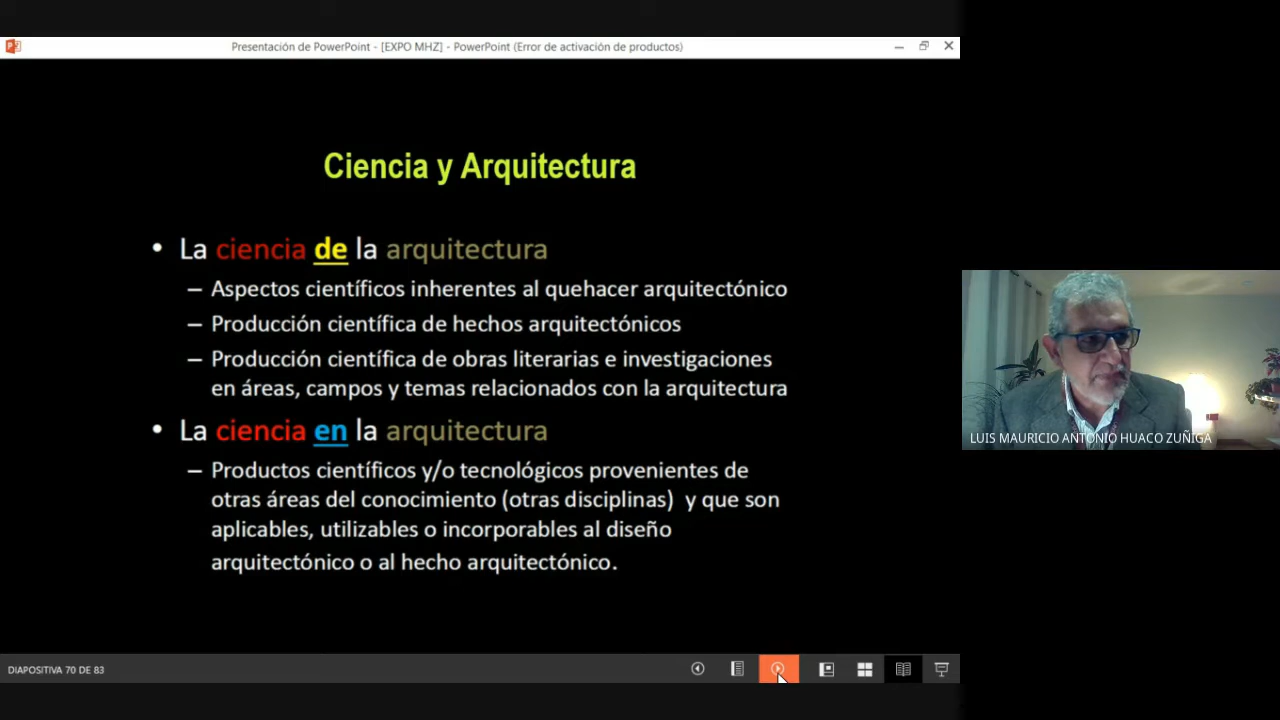 Presentación de PowerPoint - [EXPO MHZ] - PowerPoint (Error de activación de productos)
Ciencia y Arquitectura
• La ciencia de la arquitectura
– Aspectos científicos inherentes al quehacer arquitectónico
– Producción científica de hechos arquitectónicos
– Producción científica de obras literarias e investigaciones
en áreas, campos y temas relacionados con la arquitectura
• La ciencia en la arquitectura
– Productos científicos y/o tecnológicos provenientes de
otras áreas del conocimiento (otras disciplinas) y que son
aplicables, utilizables o incorporables al diseño
arquitectónico o al hecho arquitectónico.
LUIS MAURICIO ANTONIO HUACO ZUÑIGA
DIAPOSITIVA 70 DE 83